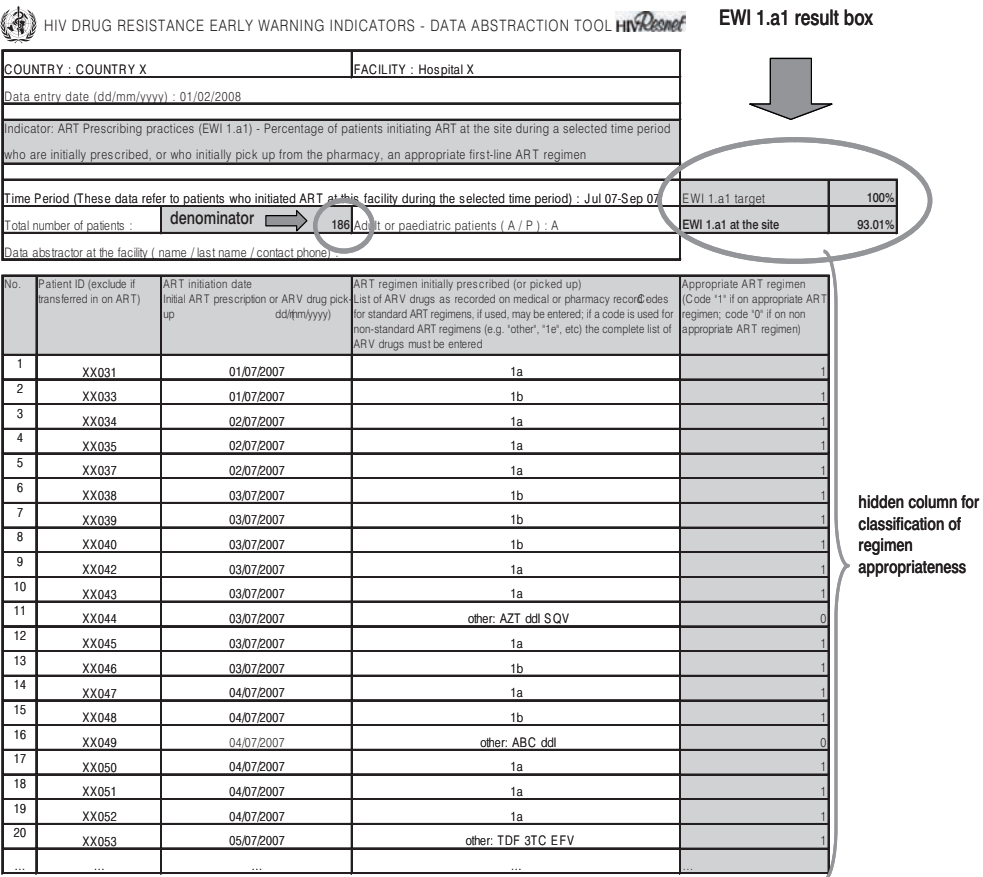 HIV DRUG RESISTANCE EARLY WARNING INDICATORS - DATA ABSTRACTION TOOL HIVResnet
EWI 1.a1 result box
COUNTRY : COUNTRY X FACILITY : Hospital X
Data entry date (dd/mm/yyyy) : 01/02/2008
Indicator: ART Prescribing practices (EWI 1.a1) - Percentage of patients initiating ART at the site during a selected time period
who are initially prescribed, or who initially pick up from the pharmacy, an appropriate first-line ART regimen
Time Period (These data refer to patients who initiated ART at this facility during the selected time period) : Jul 07-Sep 07 EWI 1.a1 target 100%
Total number of patients : denominator 186 Adult or paediatric patients ( A / P ) : A EWI 1.a1 at the site 93.01%
Data abstractor at the facility ( name / last name / contact phone) :
No. Patient ID (exclude if transferred in on ART) ART initiation date Initial ART prescription or ARV drug pick-up dd/mm/yyyy) ART regimen initially prescribed (or picked up) List of ARV drugs as recorded on medical or pharmacy record Codes for standard ART regimens, if used, may be entered; if a code is used for non-standard ART regimens (e.g. "other", "1e", etc) the complete list of ARV drugs must be entered Appropriate ART regimen (Code "1" if on appropriate ART regimen; code "0" if on non appropriate ART regimen)
1 XX031 01/07/2007 1a 1
2 XX033 01/07/2007 1b 1
3 XX034 02/07/2007 1a 1
4 XX035 02/07/2007 1a 1
5 XX037 02/07/2007 1a 1
6 XX038 03/07/2007 1b 1
7 XX039 03/07/2007 1b 1
8 XX040 03/07/2007 1b 1
9 XX042 03/07/2007 1a 1
10 XX043 03/07/2007 1a 1
11 XX044 03/07/2007 other: AZT ddI SQV 0
12 XX045 03/07/2007 1a 1
13 XX046 03/07/2007 1b 1
14 XX047 04/07/2007 1a 1
15 XX048 04/07/2007 1b 1
16 XX049 04/07/2007 other: ABC ddI 0
17 XX050 04/07/2007 1a 1
18 XX051 04/07/2007 1a 1
19 XX052 04/07/2007 1a 1
20 XX053 05/07/2007 other: TDF 3TC EFV 1
... ... ... ... ...
hidden column for
classification of
regimen
appropriateness